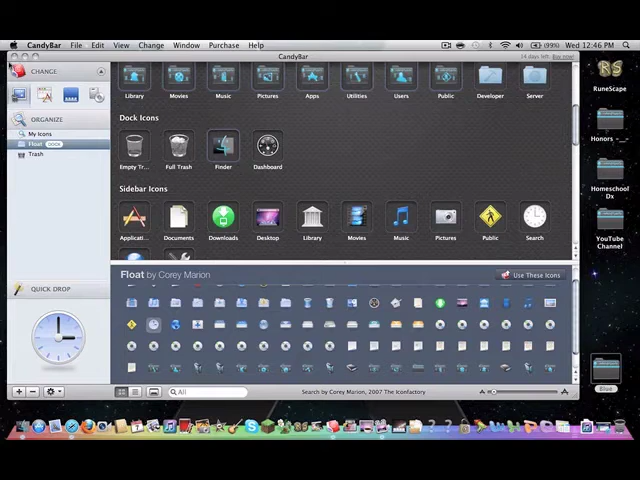 CandyBar File Edit View Change Window Purchase Help (99%) Wed 12:46 PM
CandyBar
14 days left. Buy now!
CHANGE
ORGANIZE
My Icons
Float DOCK
Trash
QUICK DROP
Library Movies Music Pictures Apps Utilities Users Public Developer Server
Dock Icons
Empty Tr... Full Trash Finder Dashboard
Sidebar Icons
Applicati... Documents Downloads Desktop Library Movies Music Pictures Public Search
Float by Corey Marion
Use These Icons
All
Search by Corey Marion, 2007 The Iconfactory
RS
RuneScape
Honors -_-
Homeschool
Dx
YouTube
Channel
Blue